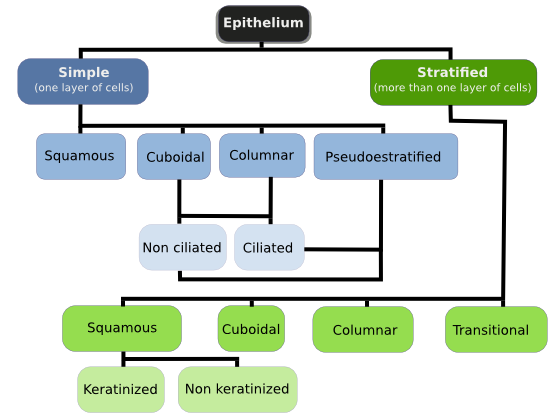 Epithelium
Simple
(one layer of cells)
Stratified
(more than one layer of cells)
Squamous
Cuboidal
Columnar
Pseudoestratified
Non ciliated
Ciliated
Squamous
Cuboidal
Columnar
Transitional
Keratinized
Non keratinized